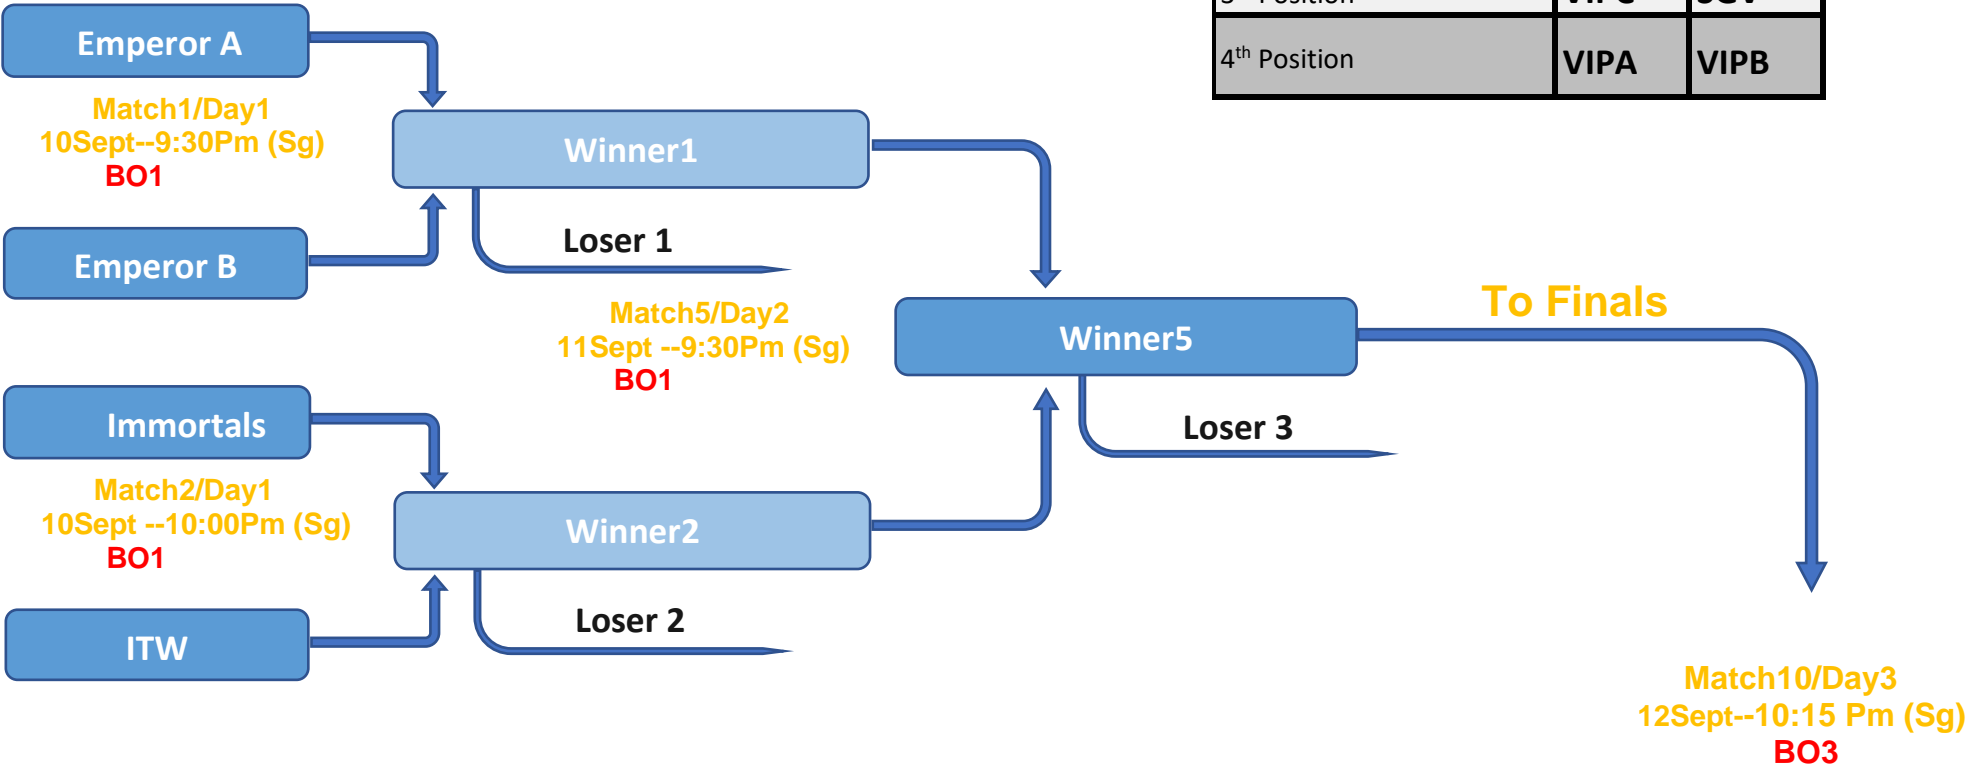 Position
4th Position VIPA VIPB
Emperor A
Match1/Day1
10Sept--9:30Pm (Sg)
BO1
Winner1
Emperor B
Loser 1
Match5/Day2
11Sept --9:30Pm (Sg)
BO1
Winner5
To Finals
Loser 3
Immortals
Match2/Day1
10Sept --10:00Pm (Sg)
BO1
Winner2
ITW
Loser 2
Match10/Day3
12Sept--10:15 Pm (Sg)
BO3